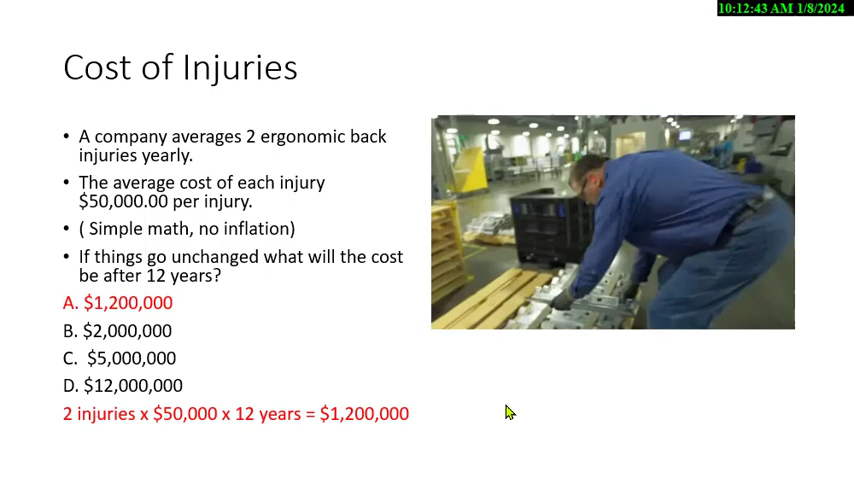 10:12:43 AM 1/8/2024
Cost of Injuries
• A company averages 2 ergonomic back
injuries yearly.
• The average cost of each injury
$50,000.00 per injury.
• ( Simple math, no inflation)
• If things go unchanged what will the cost
be after 12 years?
A. $1,200,000
B. $2,000,000
C.  $5,000,000
D. $12,000,000
2 injuries x $50,000 x 12 years = $1,200,000